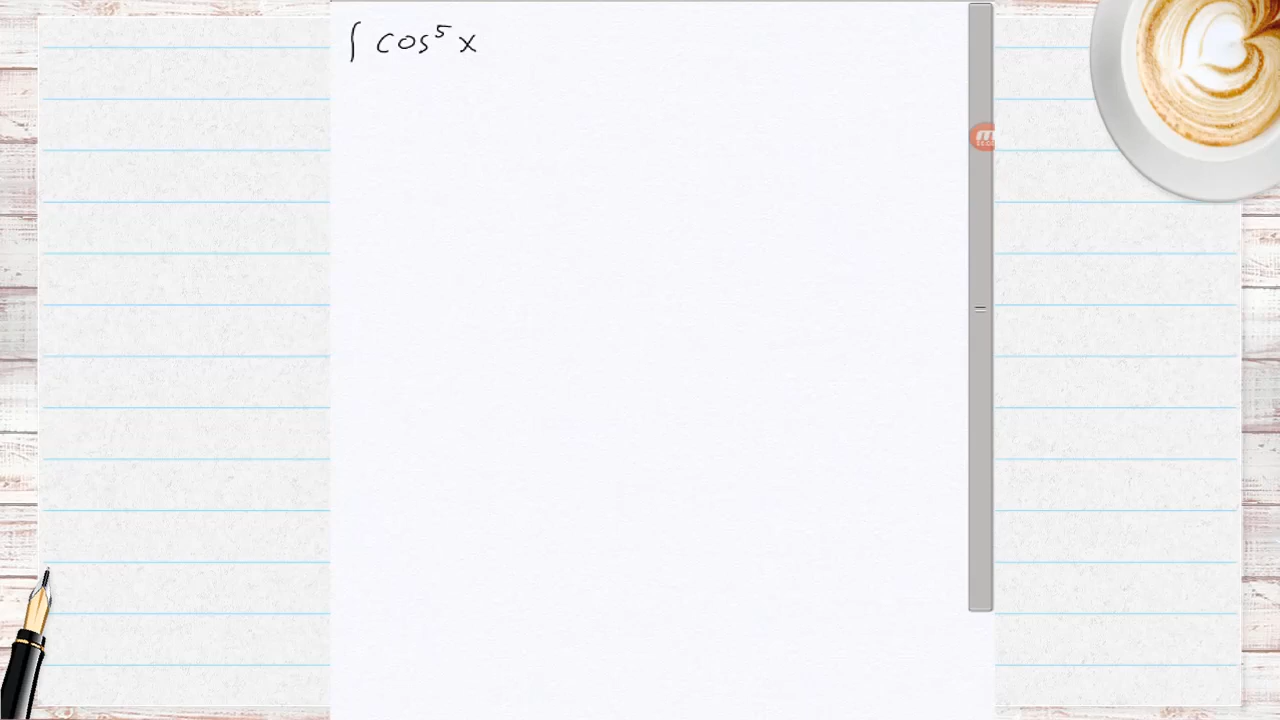 ∫ cos⁵ x